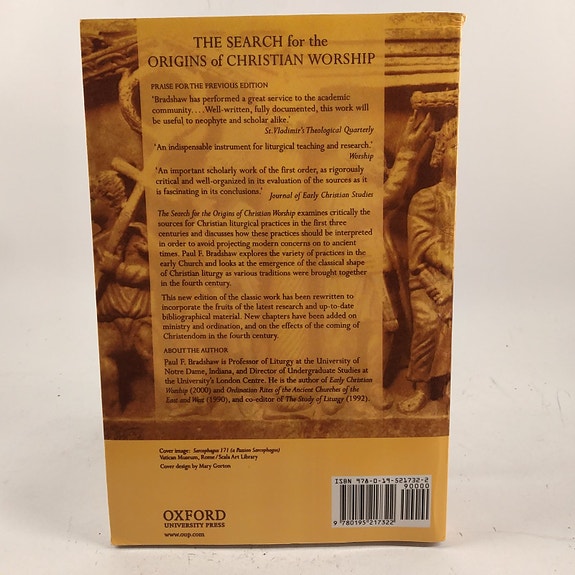 THE SEARCH for the
ORIGINS of CHRISTIAN WORSHIP
PRAISE FOR THE PREVIOUS EDITION
'Bradshaw has performed a great service to the academic
community. . . . Well-written, fully documented, this work will
be useful to neophyte and scholar alike.'
St.Vladimir's Theological Quarterly
'An indispensable instrument for liturgical teaching and research.'
Worship
'An important scholarly work of the first order, as rigorously
critical and well-organized in its evaluation of the sources as it
is fascinating in its conclusions.'
Journal of Early Christian Studies
The Search for the Origins of Christian Worship examines critically the
sources for Christian liturgical practices in the first three
centuries and discusses how these practices should be interpreted
in order to avoid projecting modern concerns on to ancient
times. Paul F. Bradshaw explores the variety of practices in the
early Church and looks at the emergence of the classical shape
of Christian liturgy as various traditions were brought together
in the fourth century.
This new edition of the classic work has been rewritten to
incorporate the fruits of the latest research and up-to-date
bibliographical material. New chapters have been added on
ministry and ordination, and on the effects of the coming of
Christendom in the fourth century.
ABOUT THE AUTHOR
Paul F. Bradshaw is Professor of Liturgy at the University of
Notre Dame, Indiana, and Director of Undergraduate Studies at
the University's London Centre. He is the author of Early Christian
Worship (2000) and Ordination Rites of the Ancient Churches of the
East and West (1990), and co-editor of The Study of Liturgy (1992).
Cover image: Sarcophagus 171 (a Passion Sarcophagus)
Vatican Museum, Rome/Scala Art Library
Cover design by Mary Gorton
ISBN 978-0-19-521732-2
90000
9 780195 217322
OXFORD
UNIVERSITY PRESS
www.oup.com